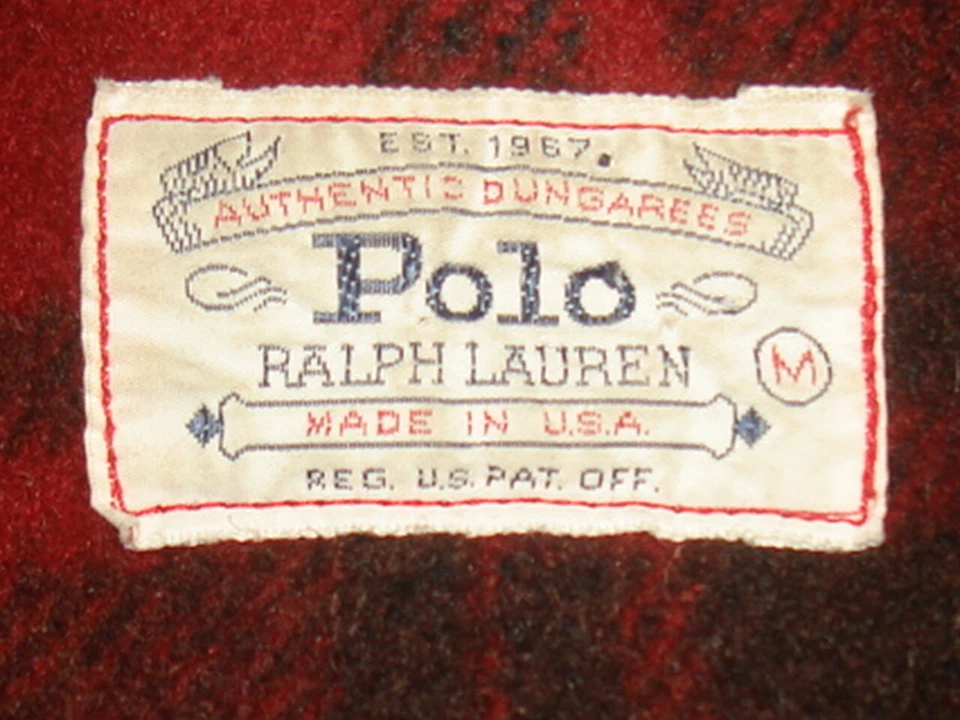 EST. 1967.
AUTHENTIC DUNGAREES
Polo
RALPH LAUREN
M
MADE IN U.S.A.
REG. U.S. PAT. OFF.